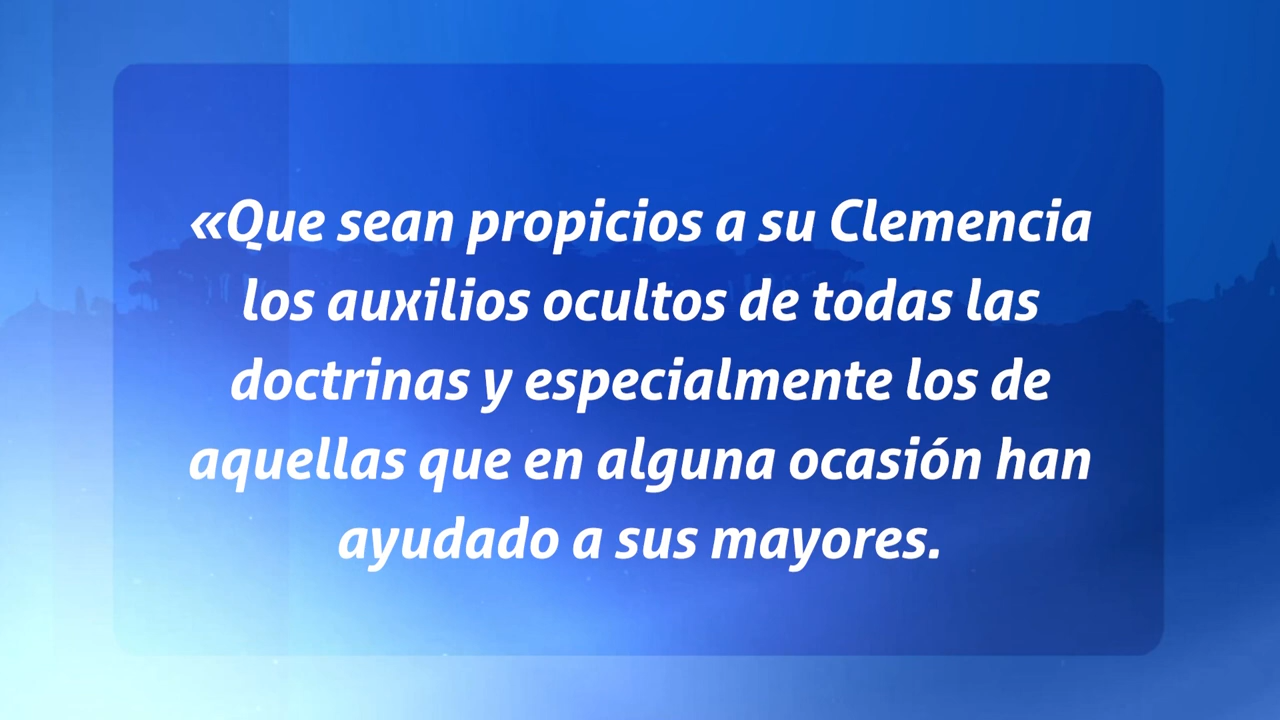 «Que sean propicios a su Clemencia
los auxilios ocultos de todas las
doctrinas y especialmente los de
aquellas que en alguna ocasión han
ayudado a sus mayores.